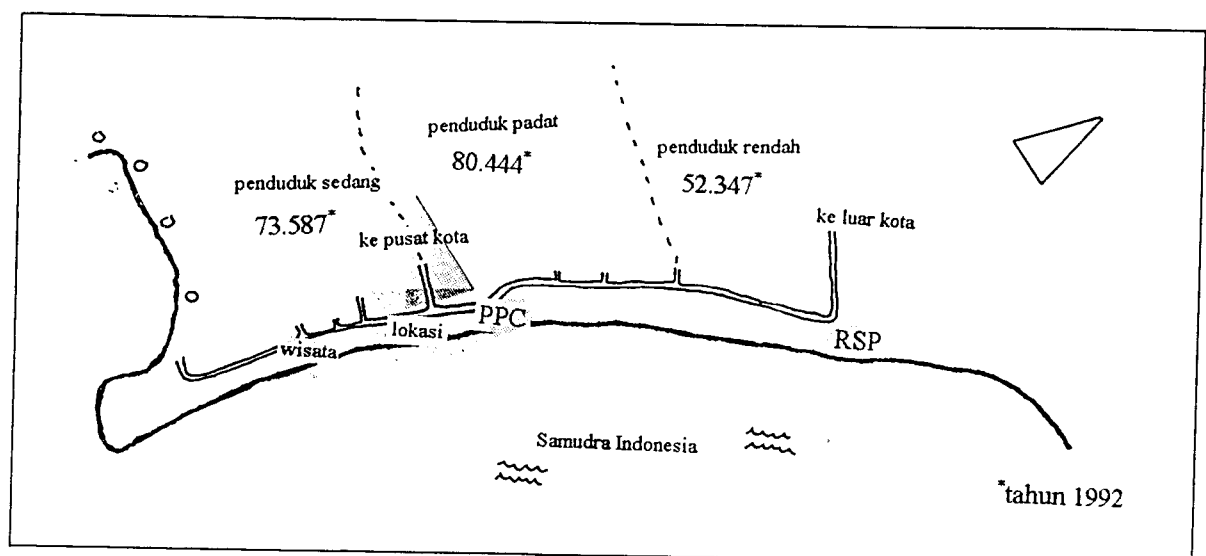 penduduk padat
80.444*
penduduk rendah
52.347*
penduduk sedang
73.587*
ke pusat kota
ke luar kota
wisata
lokasi
PPC
RSP
Samudra Indonesia
*tahun 1992